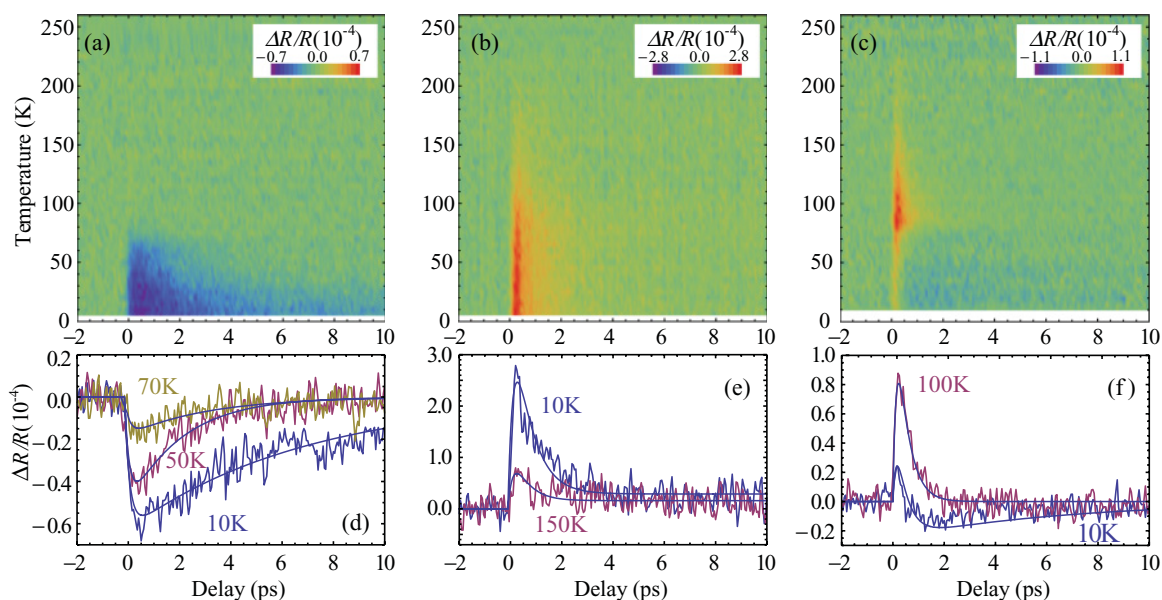 (a)
ΔR/R(10⁻⁴)
−0.7 0.0 0.7
(b)
ΔR/R(10⁻⁴)
−2.8 0.0 2.8
(c)
ΔR/R(10⁻⁴)
−1.1 0.0 1.1
Temperature (K)
250
200
150
100
50
0
−2 0 2 4 6 8 10
250
200
150
100
50
0
−2 0 2 4 6 8 10
250
200
150
100
50
0
−2 0 2 4 6 8 10
ΔR/R(10⁻⁴)
0.2
0.0
−0.2
−0.4
−0.6
70K
50K
10K
(d)
−2 0 2 4 6 8 10
Delay (ps)
3.0
2.0
1.0
0.0
10K
150K
(e)
−2 0 2 4 6 8 10
Delay (ps)
1.0
0.8
0.6
0.4
0.2
0.0
−0.2
100K
10K
(f)
−2 0 2 4 6 8 10
Delay (ps)